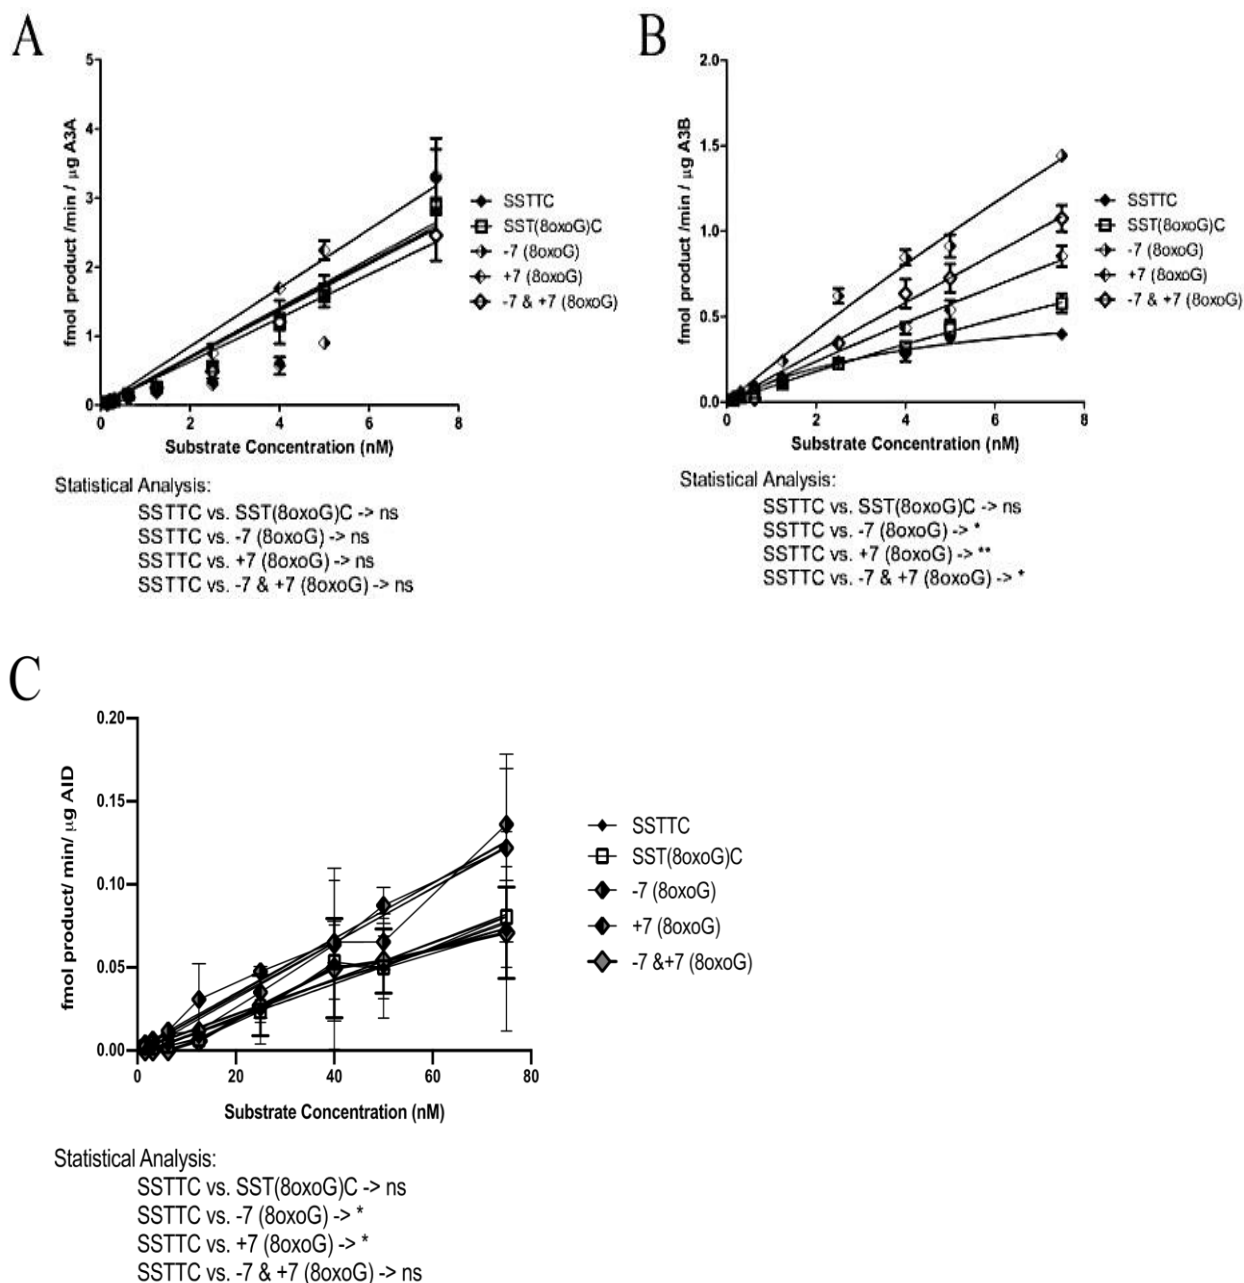 A
fmol product /min / µg A3A
5
4
3
2
1
0
0 2 4 6 8
Substrate Concentration (nM)
SSTTC
SST(8oxoG)C
-7 (8oxoG)
+7 (8oxoG)
-7 & +7 (8oxoG)
Statistical Analysis:
SSTTC vs. SST(8oxoG)C -> ns
SSTTC vs. -7 (8oxoG) -> ns
SSTTC vs. +7 (8oxoG) -> ns
SSTTC vs. -7 & +7 (8oxoG) -> ns
B
fmol product /min / µg A3B
2.0
1.5
1.0
0.5
0.0
0 2 4 6 8
Substrate Concentration (nM)
SSTTC
SST(8oxoG)C
-7 (8oxoG)
+7 (8oxoG)
-7 & +7 (8oxoG)
Statistical Analysis:
SSTTC vs. SST(8oxoG)C -> ns
SSTTC vs. -7 (8oxoG) -> *
SSTTC vs. +7 (8oxoG) -> **
SSTTC vs. -7 & +7 (8oxoG) -> *
C
fmol product/ min/ µg AID
0.20
0.15
0.10
0.05
0.00
0 20 40 60 80
Substrate Concentration (nM)
SSTTC
SST(8oxoG)C
-7 (8oxoG)
+7 (8oxoG)
-7 &+7 (8oxoG)
Statistical Analysis:
SSTTC vs. SST(8oxoG)C -> ns
SSTTC vs. -7 (8oxoG) -> *
SSTTC vs. +7 (8oxoG) -> *
SSTTC vs. -7 & +7 (8oxoG) -> ns